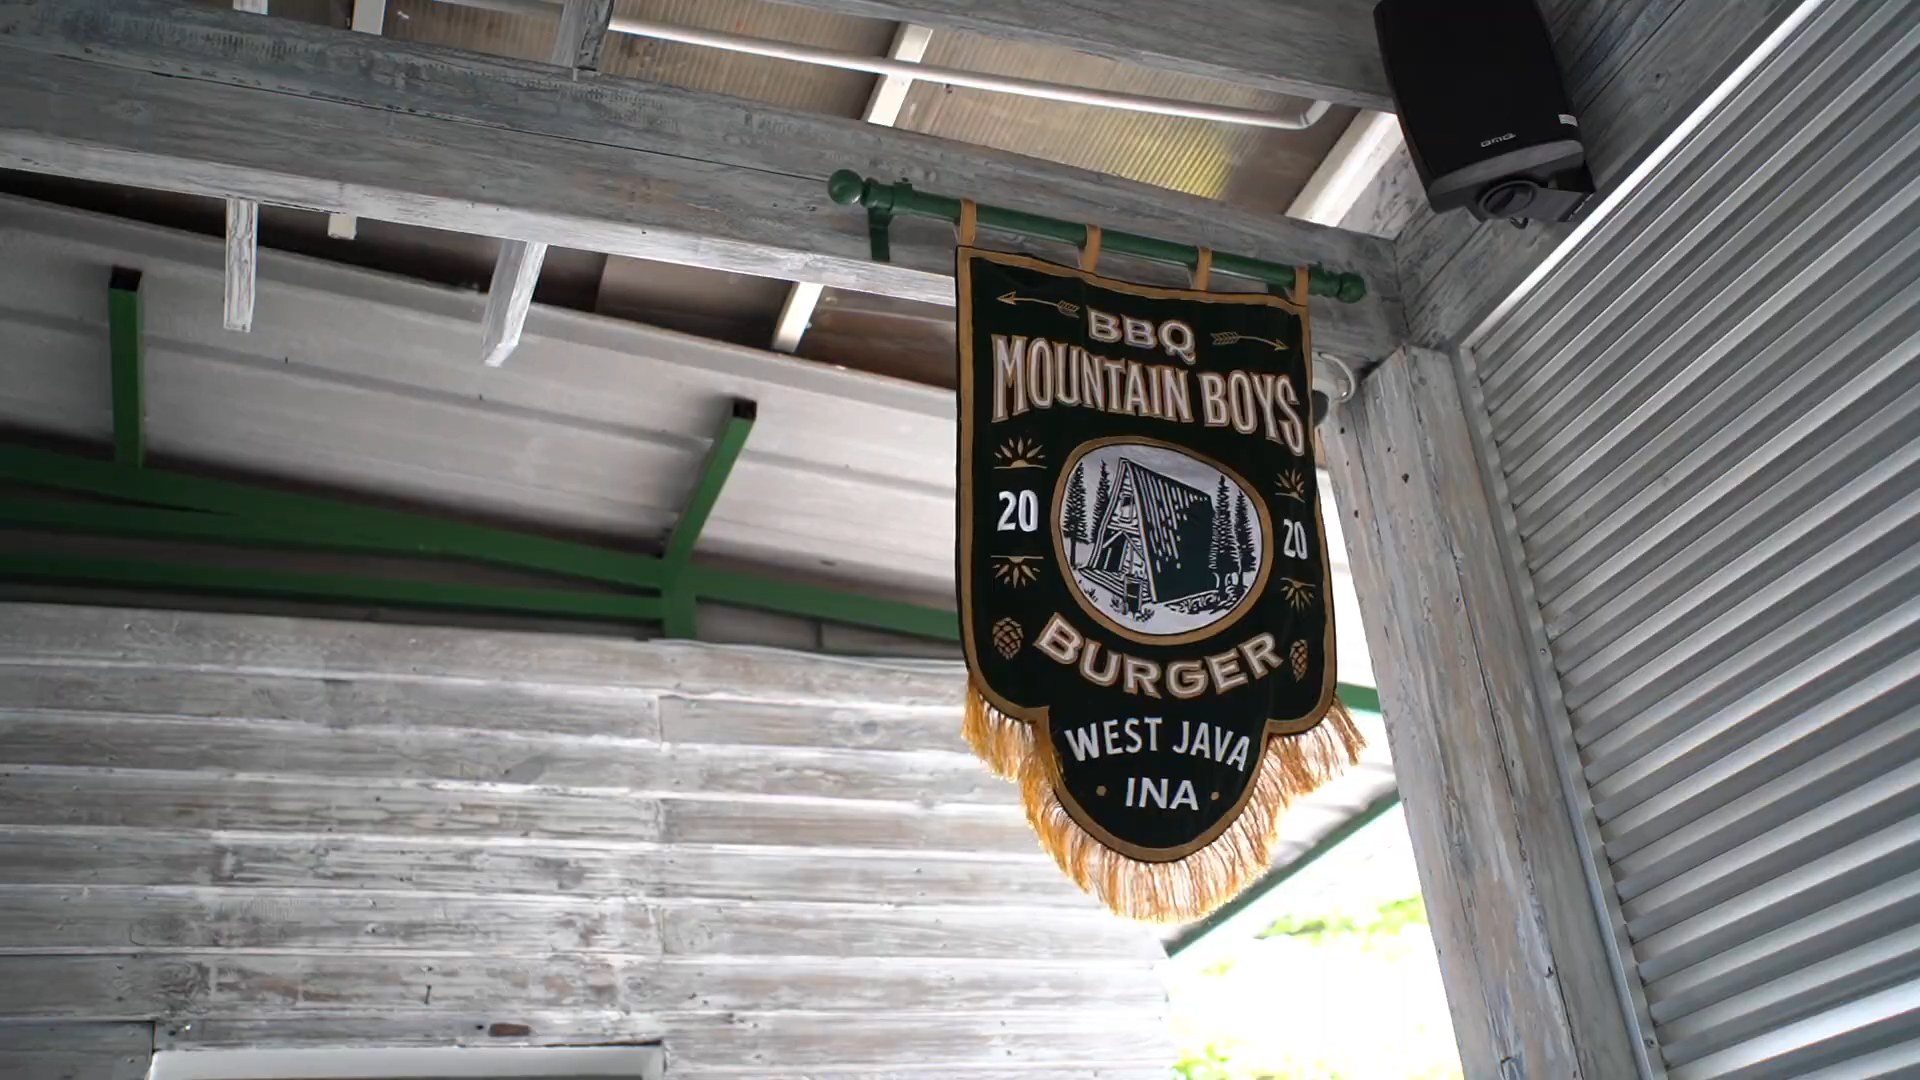 BBQ
MOUNTAIN BOYS
20 20
BURGER
WEST JAVA
INA